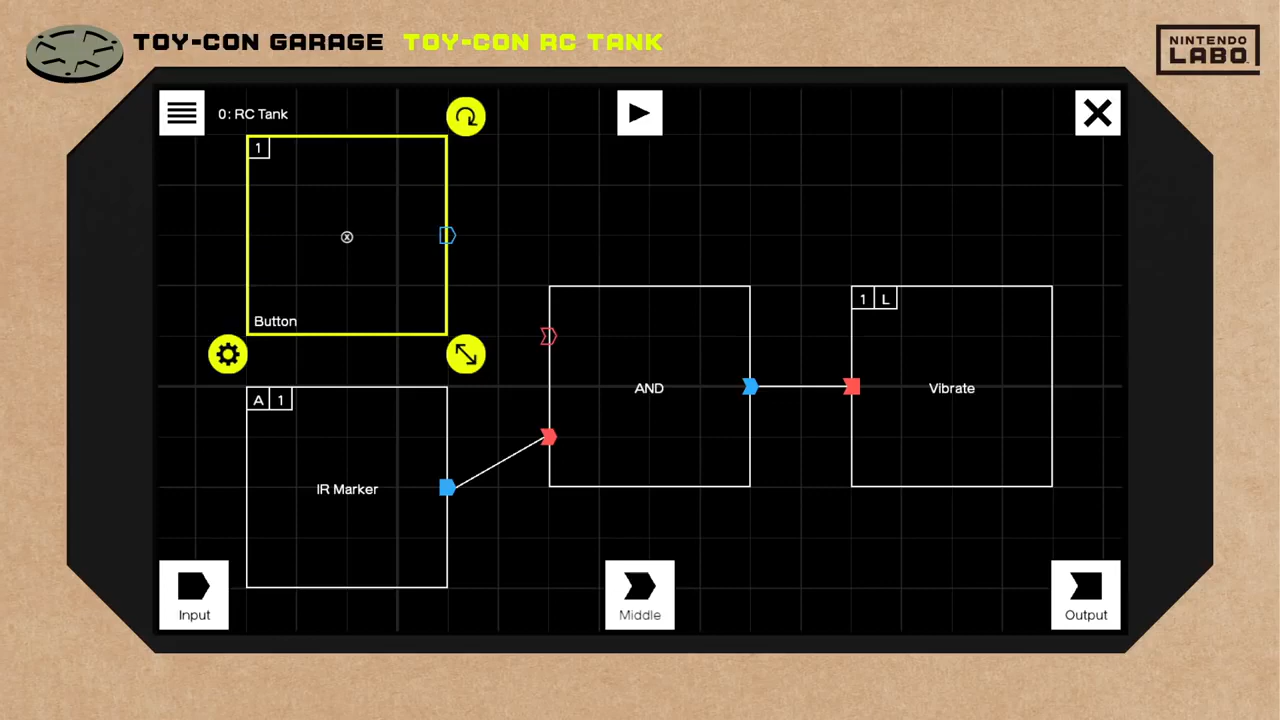 TOY-CON GARAGE TOY-CON RC TANK
NINTENDO
LABO
0: RC Tank
1
x
Button
A 1
IR Marker
AND
1 L
Vibrate
Input
Middle
Output